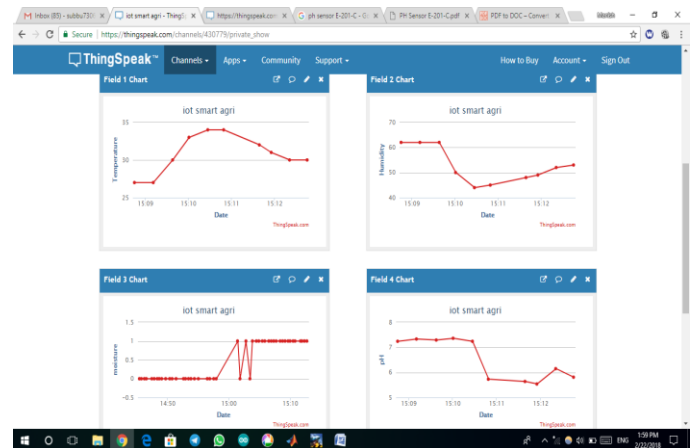 Inbox (85) - subbu731
iot smart agri - Thing
https://thingspeak.com
ph sensor E-201-C - G
PH Sensor E-201-C.pdf
PDF to DOC – Convert
Secure | https://thingspeak.com/channels/430779/private_show
ThingSpeak™ Channels Apps Community Support How to Buy Account Sign Out
Field 1 Chart
iot smart agri
Temperature
35
30
25
15:09 15:10 15:11 15:12
Date
ThingSpeak.com
Field 2 Chart
iot smart agri
Humidity
70
60
50
40
15:09 15:10 15:11 15:12
Date
ThingSpeak.com
Field 3 Chart
iot smart agri
moisture
1.5
1
0.5
0
-0.5
14:50 15:00 15:10
Date
ThingSpeak.com
Field 4 Chart
iot smart agri
pH
8
7
6
5
15:09 15:10 15:11 15:12
Date
ThingSpeak.com
ENG
1:59 PM
2/22/2018